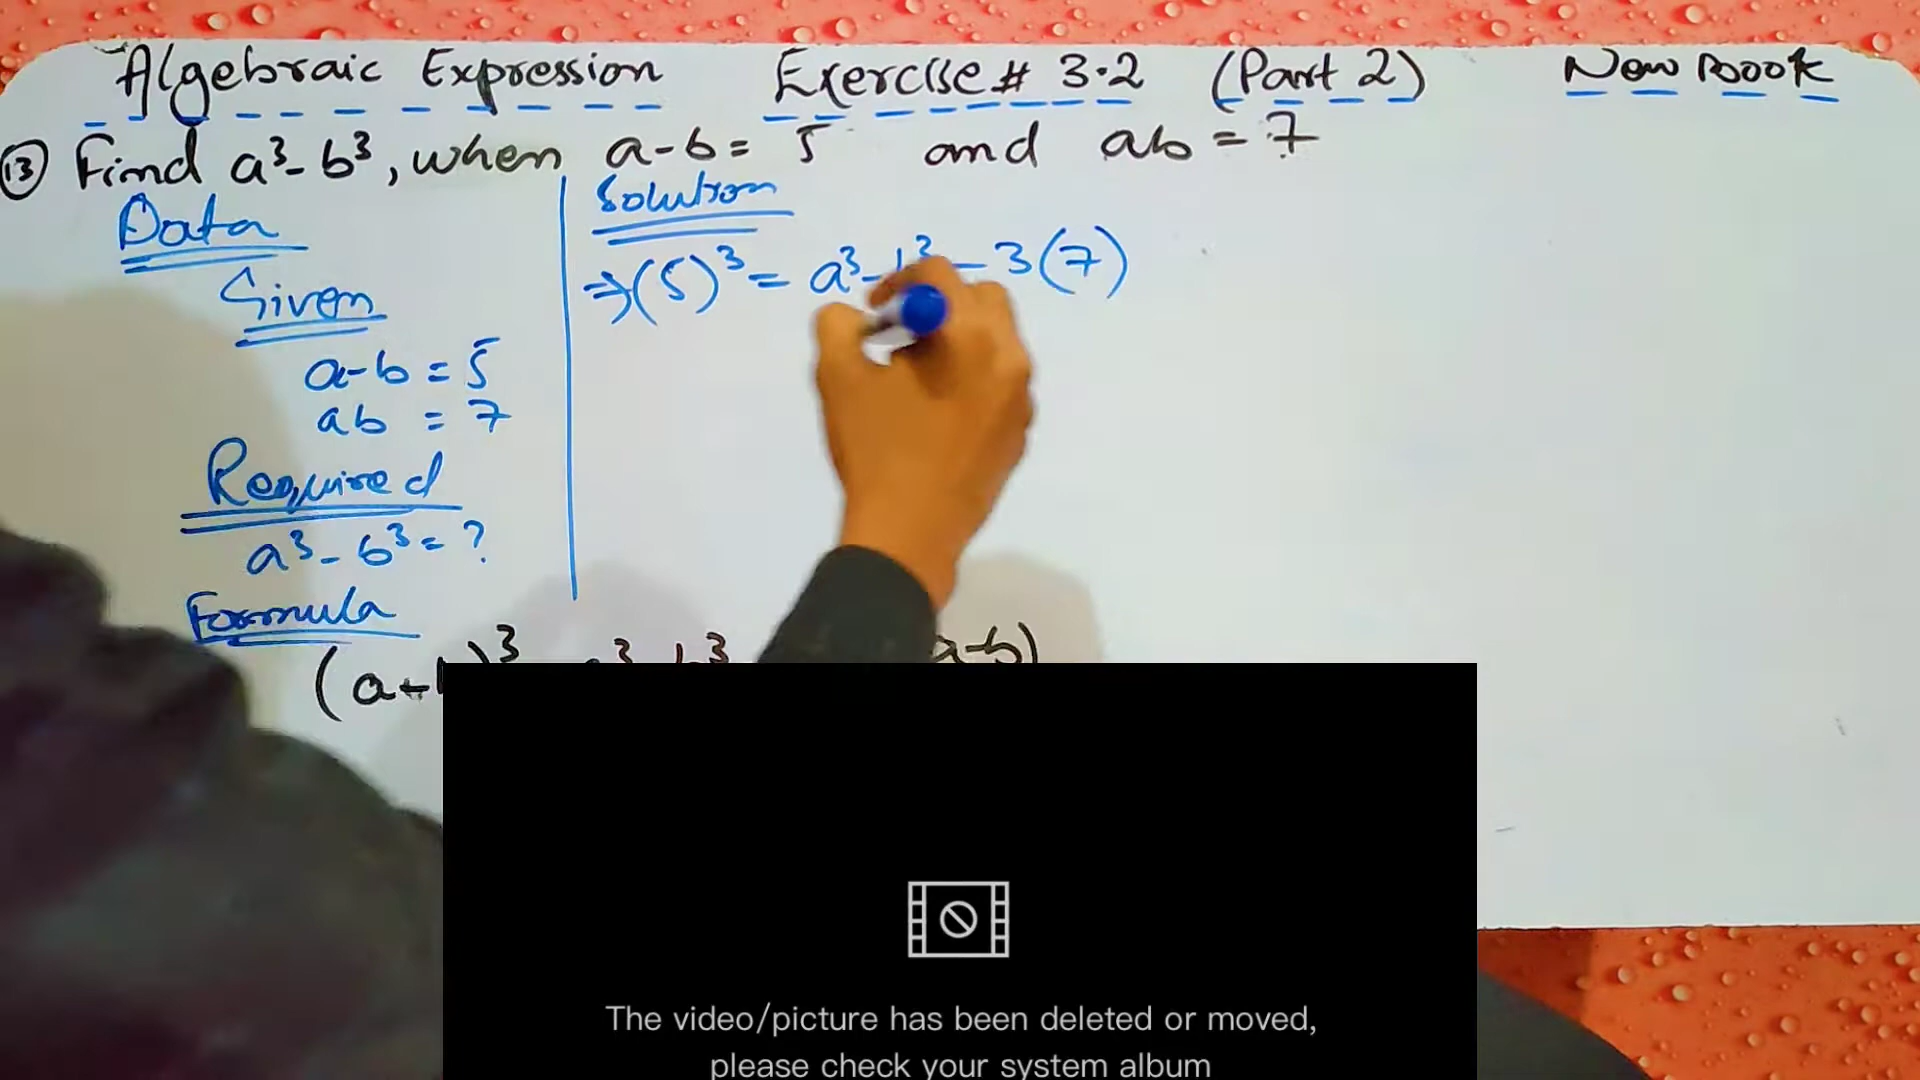 Algebraic Expression Exercise # 3.2 (Part 2) New Book
13 Find a³-b³, when a-b= 5 and ab = 7
Data
Given
a-b = 5
ab = 7
Required
a³-b³=?
Formula
Solution
⇒(5)³= a³- b³ - 3(7)
The video/picture has been deleted or moved,
please check your system album